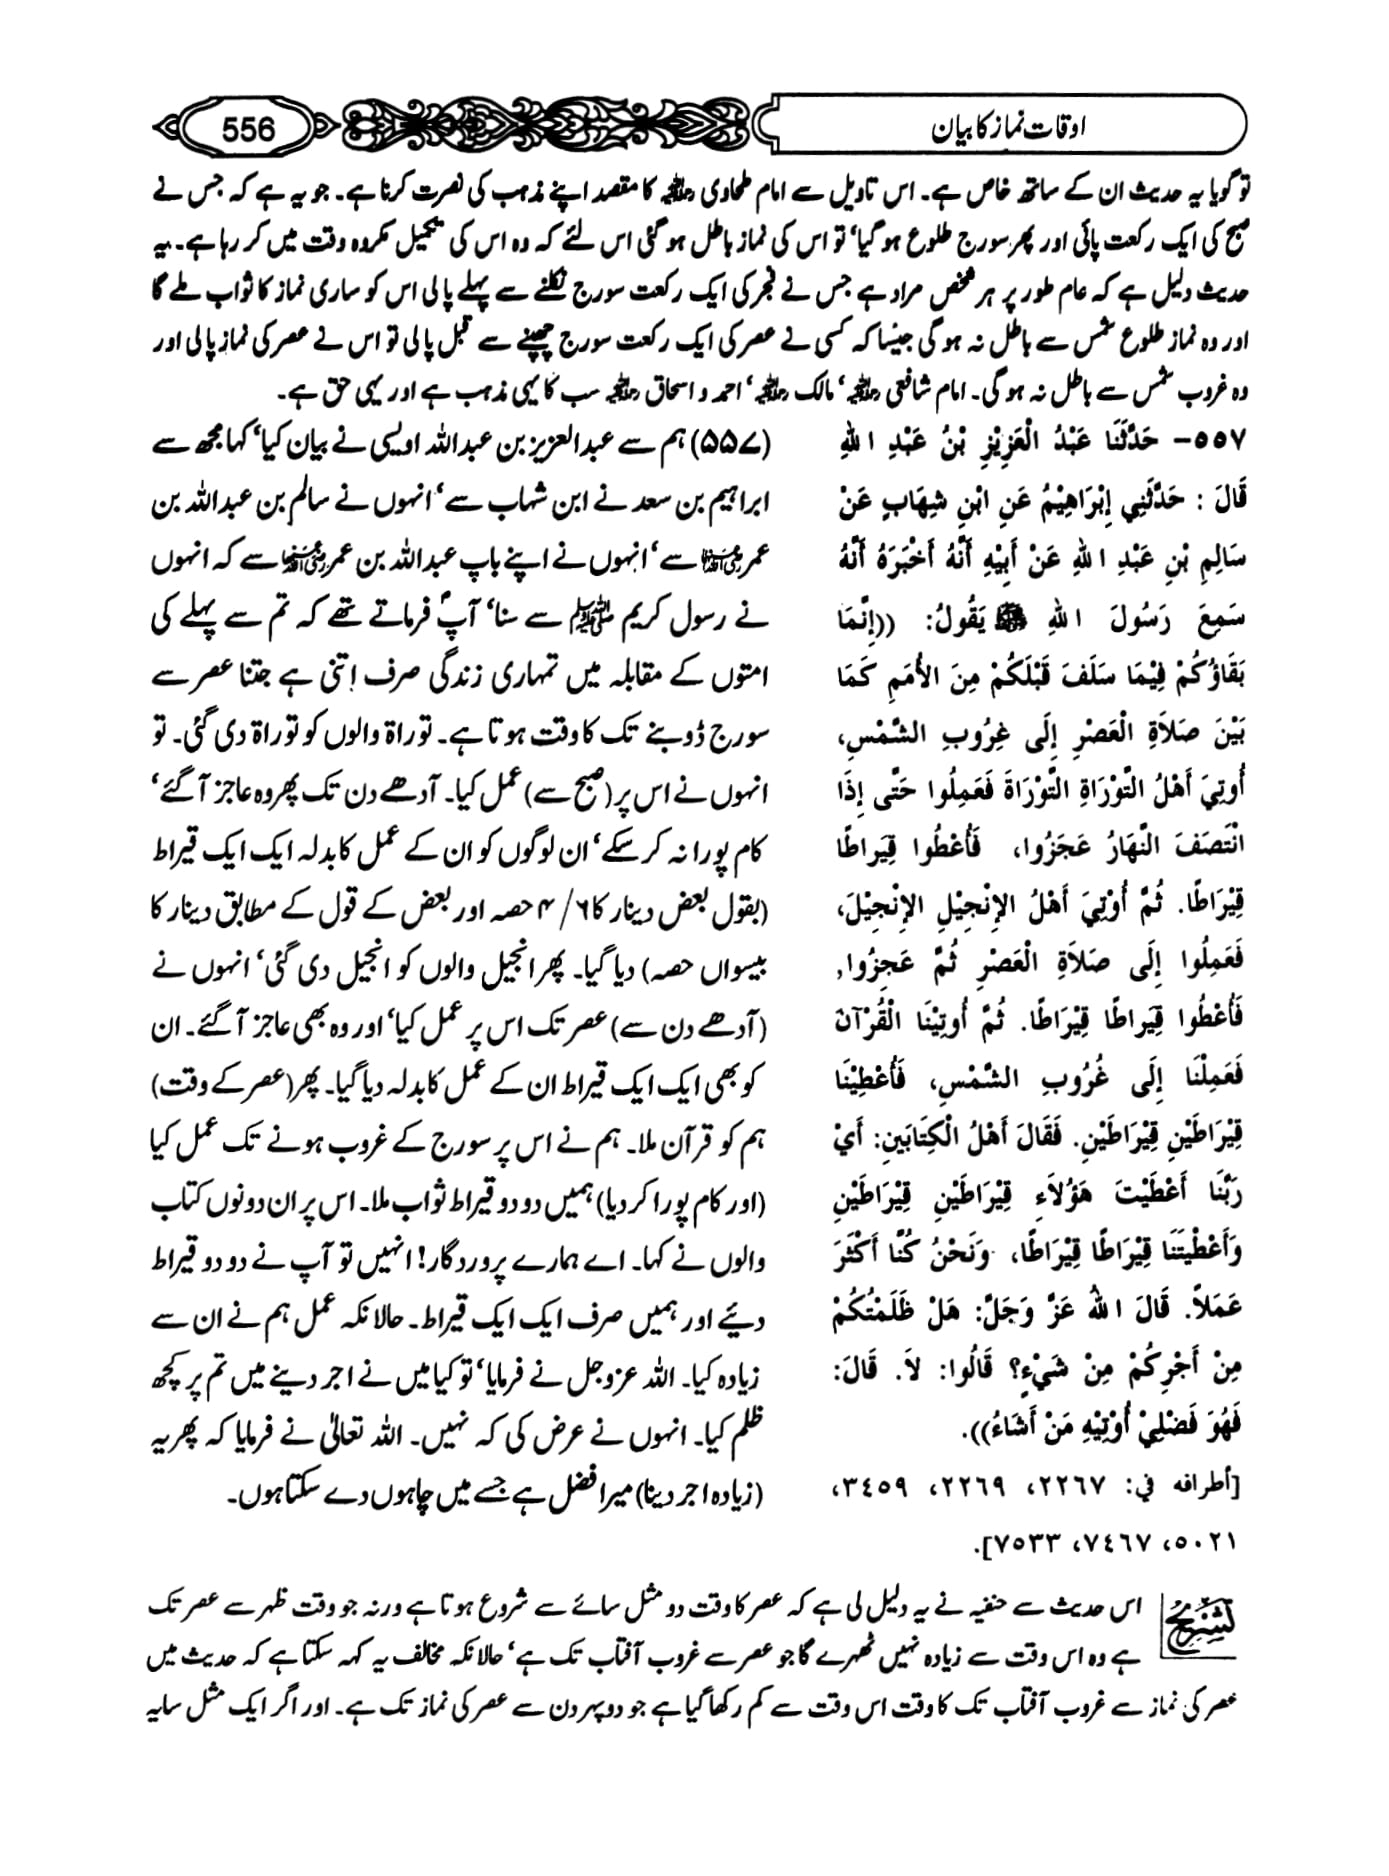 اوقات نماز کا بیان
556
تو گویا یہ حدیث ان کے ساتھ خاص ہے۔ اس تاویل سے امام طحاوی رحمہ اللہ کا مقصد اپنے مذہب کی نصرت کرنا ہے۔ جو یہ ہے کہ جس نے
صبح کی ایک رکعت پائی اور پھر سورج طلوع ہو گیا، تو اس کی نماز باطل ہو گئی اس لئے کہ وہ اس کی تکمیل مکروہ وقت میں کر رہا ہے۔ یہ
حدیث دلیل ہے کہ عام طور پر ہر شخص مراد ہے جس نے فجر کی ایک رکعت سورج نکلنے سے پہلے پالی اس کو ساری نماز کا ثواب ملے گا
اور وہ نماز طلوع شمس سے باطل نہ ہو گی جیسا کہ کسی نے عصر کی ایک رکعت سورج چھپنے سے قبل پالی تو اس نے عصر کی نماز پالی اور
وہ غروب شمس سے باطل نہ ہوگی۔ امام شافعی رحمہ اللہ، مالک رحمہ اللہ، احمد و اسحاق رحمہ اللہ سب کا یہی مذہب ہے اور یہی حق ہے۔
٥٥٧– حَدَّثَنَا عَبْدُ الْعَزِيْزِ بْنُ عَبْدِ اللهِ
قَالَ : حَدَّثَنِي إِبْرَاهِيْمُ عَنِ ابْنِ شِهَابٍ عَنْ
سَالِمِ بْنِ عَبْدِ اللهِ عَنْ أَبِيْهِ أَنَّهُ أَخْبَرَهُ أَنَّهُ
سَمِعَ رَسُولَ اللهِ ﷺ يَقُولُ: ((إِنَّمَا
بَقَاؤُكُمْ فِيْمَا سَلَفَ قَبْلَكُمْ مِنَ الأُمَمِ كَمَا
بَيْنَ صَلاَةِ الْعَصْرِ إِلَى غِرُوبِ الشَّمْسِ،
أُوتِيَ أَهْلُ التَّوْرَاةِ التَّوْرَاةَ فَعَمِلُوا حَتَّى إِذَا
انْتَصَفَ النَّهَارُ عَجَزُوا، فَأُعْطُوا قِيْرَاطًا
قِيْرَاطًا. ثُمَّ أُوْتِيَ أَهْلُ الإِنْجِيْلِ الإِنْجِيْلَ،
فَعَمِلُوا إِلَى صَلاَةِ الْعَصْرِ ثُمَّ عَجِزُوا,
فَأُعْطُوا قِيْرَاطًا قِيْرَاطًا. ثُمَّ أُوتِيْنَا الْقُرْآنَ
فَعَمِلْنَا إِلَى غُرُوبِ الشَّمْسِ، فَأُعْطِيْنَا
قِيْرَاطَيْنِ قِيْرَاطَيْنِ. فَقَالَ أَهْلُ الْكِتَابَينِ: أَيْ
رَبَّنَا أَعْطَيْتَ هَؤُلاَءِ قِيْرَاطَيْنِ قِيْرَاطَيْنِ
وَأَعْطَيْتَنَا قِيْرَاطًا قِيْرَاطًا، وَنَحْنُ كُنَّا أَكْثَرَ
عَمَلاً. قَالَ اللهُ عَزَّ وَجَلَّ: هَلْ ظَلَمْتُكُمْ
مِنْ أَجْرِكُمْ مِنْ شَيْءٍ؟ قَالُوا: لاَ. قَالَ:
فَهُوَ فَضْلِيْ أُوْتِيْهِ مَنْ أَشَاءُ)).
[أطرافه في: ٢٢٦٧، ٢٢٦٩، ٣٤٥٩،
٥٠٢١، ٧٤٦٧، ٧٥٣٣].
(۵۵۷) ہم سے عبدالعزیز بن عبداللہ اویسی نے بیان کیا، کہا مجھ سے
ابراہیم بن سعد نے ابن شہاب سے، انہوں نے سالم بن عبداللہ بن
عمر رضی اللہ عنہما سے، انہوں نے اپنے باپ عبداللہ بن عمر رضی اللہ عنہما سے کہ انہوں
نے رسول کریم ﷺ سے سنا، آپؐ فرماتے تھے کہ تم سے پہلے کی
امتوں کے مقابلہ میں تمہاری زندگی صرف اتنی ہے جتنا عصر سے
سورج ڈوبنے تک کا وقت ہوتا ہے۔ توراۃ والوں کو توراۃ دی گئی۔ تو
انہوں نے اس پر (صبح سے) عمل کیا۔ آدھے دن تک پھر وہ عاجز آگئے،
کام پورا نہ کر سکے، ان لوگوں کو ان کے عمل کا بدلہ ایک ایک قیراط
(بقول بعض دینار کا ۴/۶ حصہ اور بعض کے قول کے مطابق دینار کا
بیسواں حصہ) دیا گیا۔ پھر انجیل والوں کو انجیل دی گئی، انہوں نے
(آدھے دن سے) عصر تک اس پر عمل کیا، اور وہ بھی عاجز آگئے۔ ان
کو بھی ایک ایک قیراط ان کے عمل کا بدلہ دیا گیا۔ پھر (عصر کے وقت)
ہم کو قرآن ملا۔ ہم نے اس پر سورج کے غروب ہونے تک عمل کیا
(اور کام پورا کر دیا) ہمیں دو دو قیراط ثواب ملا۔ اس پر ان دونوں کتاب
والوں نے کہا۔ اے ہمارے پروردگار! انہیں تو آپ نے دو دو قیراط
دیئے اور ہمیں صرف ایک ایک قیراط۔ حالانکہ عمل ہم نے ان سے
زیادہ کیا۔ اللہ عزوجل نے فرمایا، تو کیا میں نے اجر دینے میں تم پر کچھ
ظلم کیا۔ انہوں نے عرض کی کہ نہیں۔ اللہ تعالیٰ نے فرمایا کہ پھر یہ
(زیادہ اجر دینا) میرا فضل ہے جسے میں چاہوں دے سکتا ہوں۔
تشریح اس حدیث سے حنفیہ نے یہ دلیل لی ہے کہ عصر کا وقت دو مثل سائے سے شروع ہوتا ہے ورنہ جو وقت ظہر سے عصر تک
ہے وہ اس وقت سے زیادہ نہیں ٹھہرے گا جو عصر سے غروب آفتاب تک ہے، حالانکہ مخالف یہ کہہ سکتا ہے کہ حدیث میں
عصر کی نماز سے غروب آفتاب تک کا وقت اس وقت سے کم رکھا گیا ہے جو دوپہر دن سے عصر کی نماز تک ہے۔ اور اگر ایک مثل سایہ